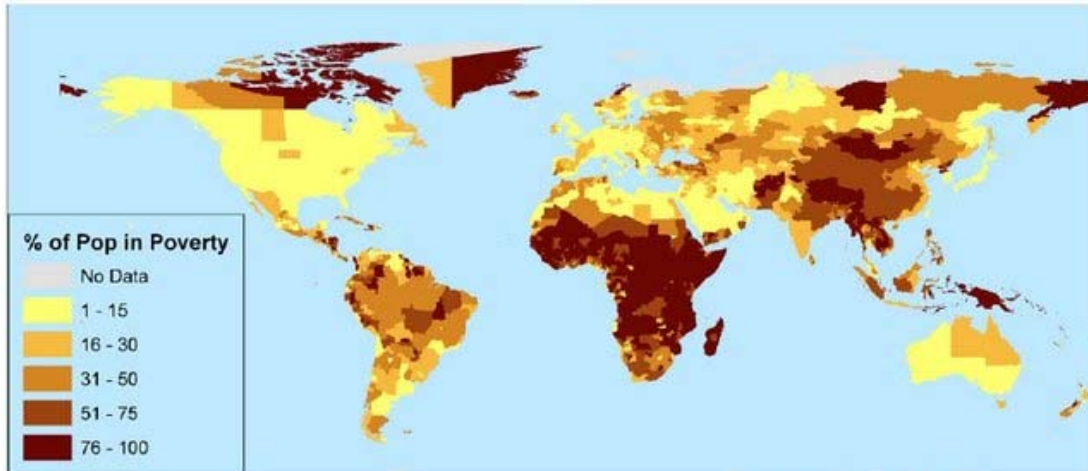 % of Pop in Poverty
No Data
1 - 15
16 - 30
31 - 50
51 - 75
76 - 100